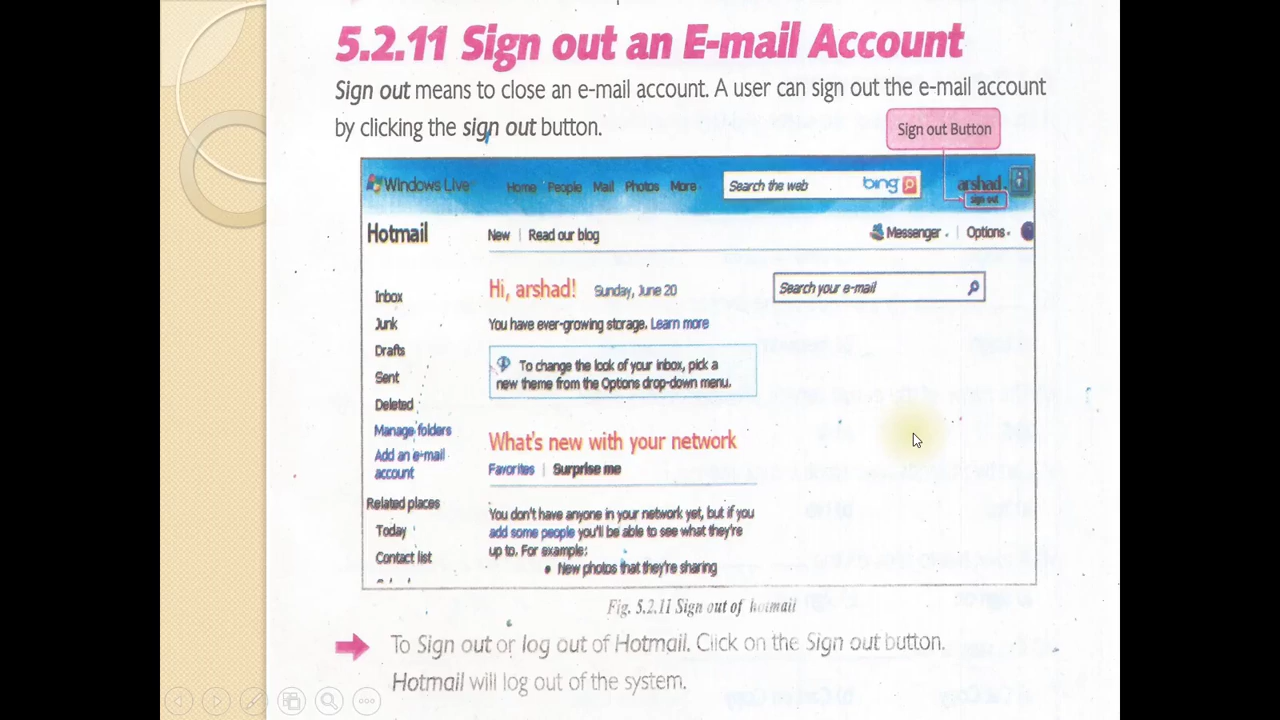 5.2.11 Sign out an E-mail Account
Sign out means to close an e-mail account. A user can sign out the e-mail account
by clicking the sign out button.
Sign out Button
Windows Live
Home People Mail Photos More
Search the web
bing
arshad
sign out
Hotmail
New | Read our blog
Messenger | Options
Hi, arshad! Sunday, June 20
Search your e-mail
Inbox
Junk
Drafts
Sent
Deleted
Manage folders
Add an e-mail
account
Related places
Today
Contact list
You have ever-growing storage. Learn more
To change the look of your inbox, pick a
new theme from the Options drop-down menu.
What's new with your network
Favorites | Surprise me
You don't have anyone in your network yet, but if you
add some people you'll be able to see what they're
up to. For example:
• New photos that they're sharing
Fig. 5.2.11 Sign out of hotmail
To Sign out or log out of Hotmail. Click on the Sign out button.
Hotmail will log out of the system.